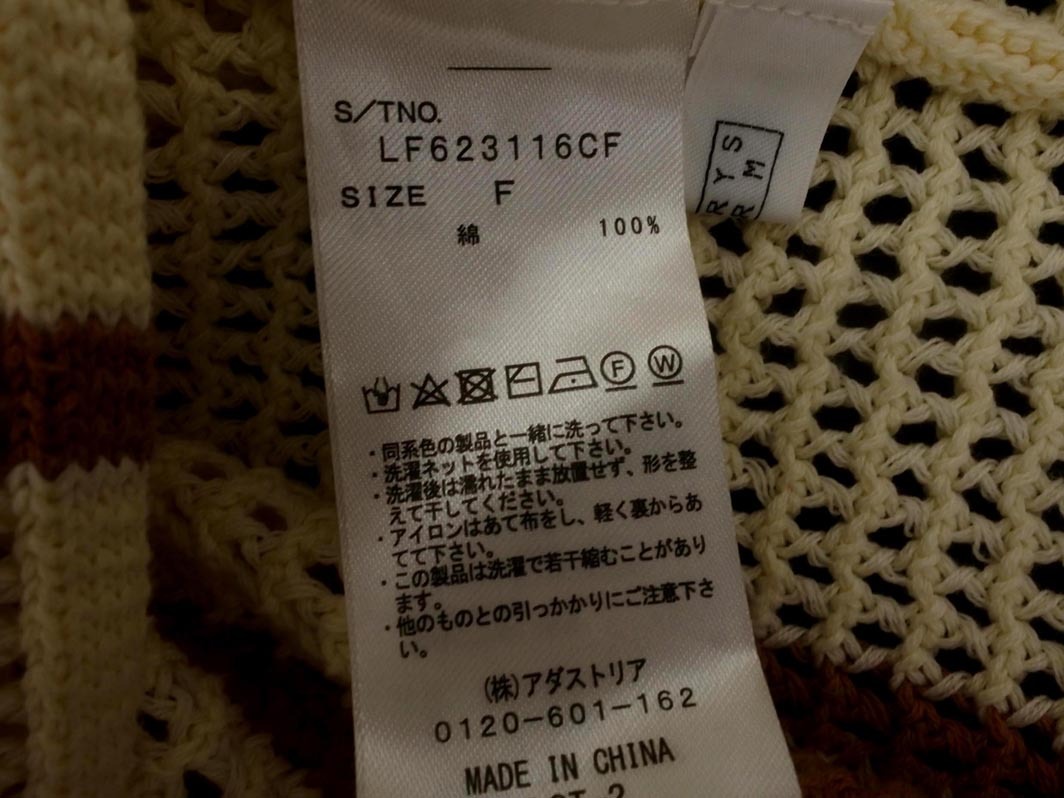 S/TNO.
LF623116CF
SIZE F
綿 100%
F W
・同系色の製品と一緒に洗って下さい。
・洗濯ネットを使用して下さい。
・洗濯後は濡れたまま放置せず、形を整
えて干してください。
・アイロンはあて布をし、軽く裏からあ
てて下さい。
・この製品は洗濯で若干縮むことがあり
ます。
・他のものとの引っかかりにご注意下さ
い。
(株)アダストリア
0120-601-162
MADE IN CHINA
R Y S
R M